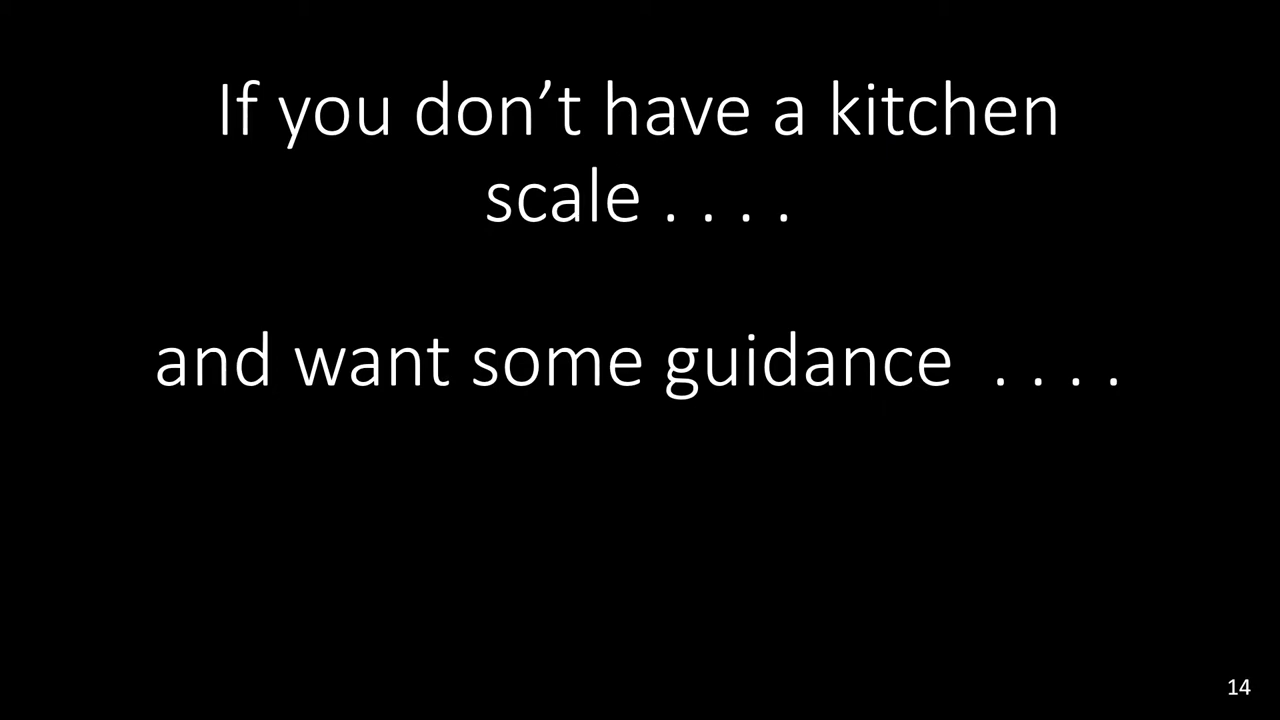 If you don’t have a kitchen
scale . . . .
and want some guidance  . . . .
14